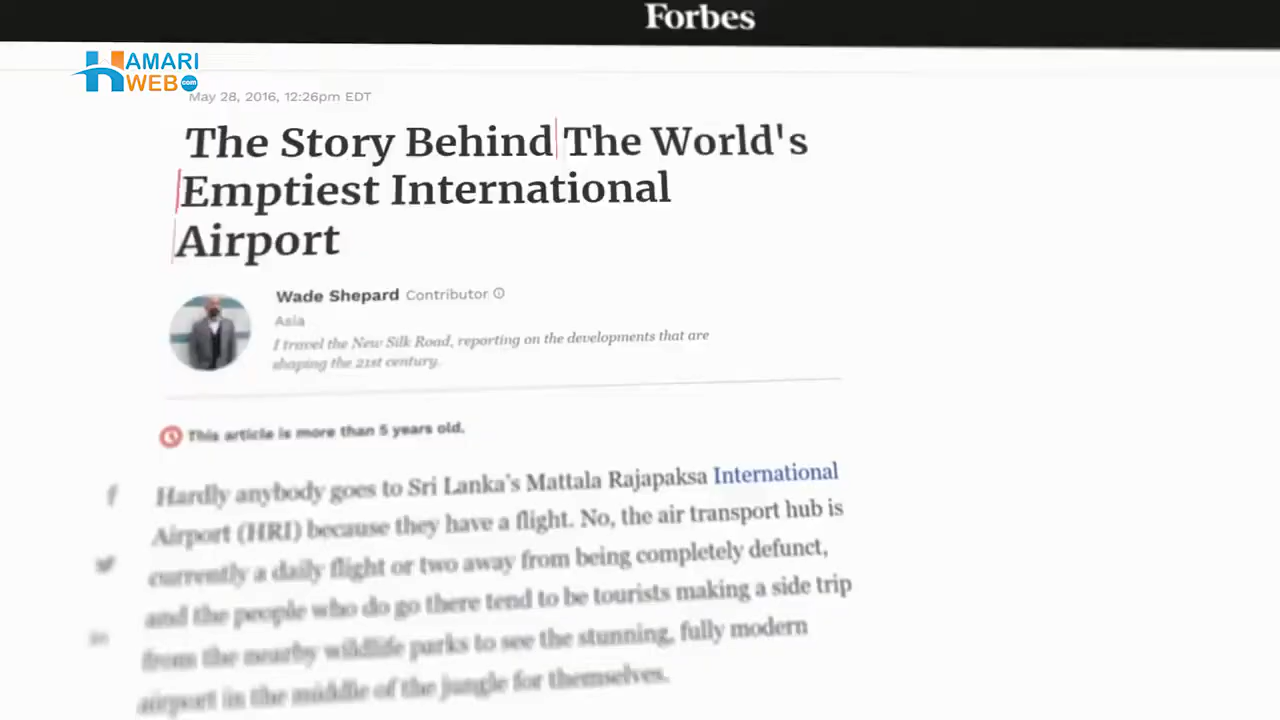 Forbes
HAMARI
WEB.com
May 28, 2016, 12:26pm EDT
The Story Behind The World's
Emptiest International
Airport
Wade Shepard Contributor
Asia
I travel the New Silk Road, reporting on the developments that are
shaping the 21st century.
This article is more than 5 years old.
Hardly anybody goes to Sri Lanka's Mattala Rajapaksa International
Airport (HRI) because they have a flight. No, the air transport hub is
currently a daily flight or two away from being completely defunct,
and the people who do go there tend to be tourists making a side trip
from the nearby wildlife parks to see the stunning, fully modern
airport in the middle of the jungle for themselves.